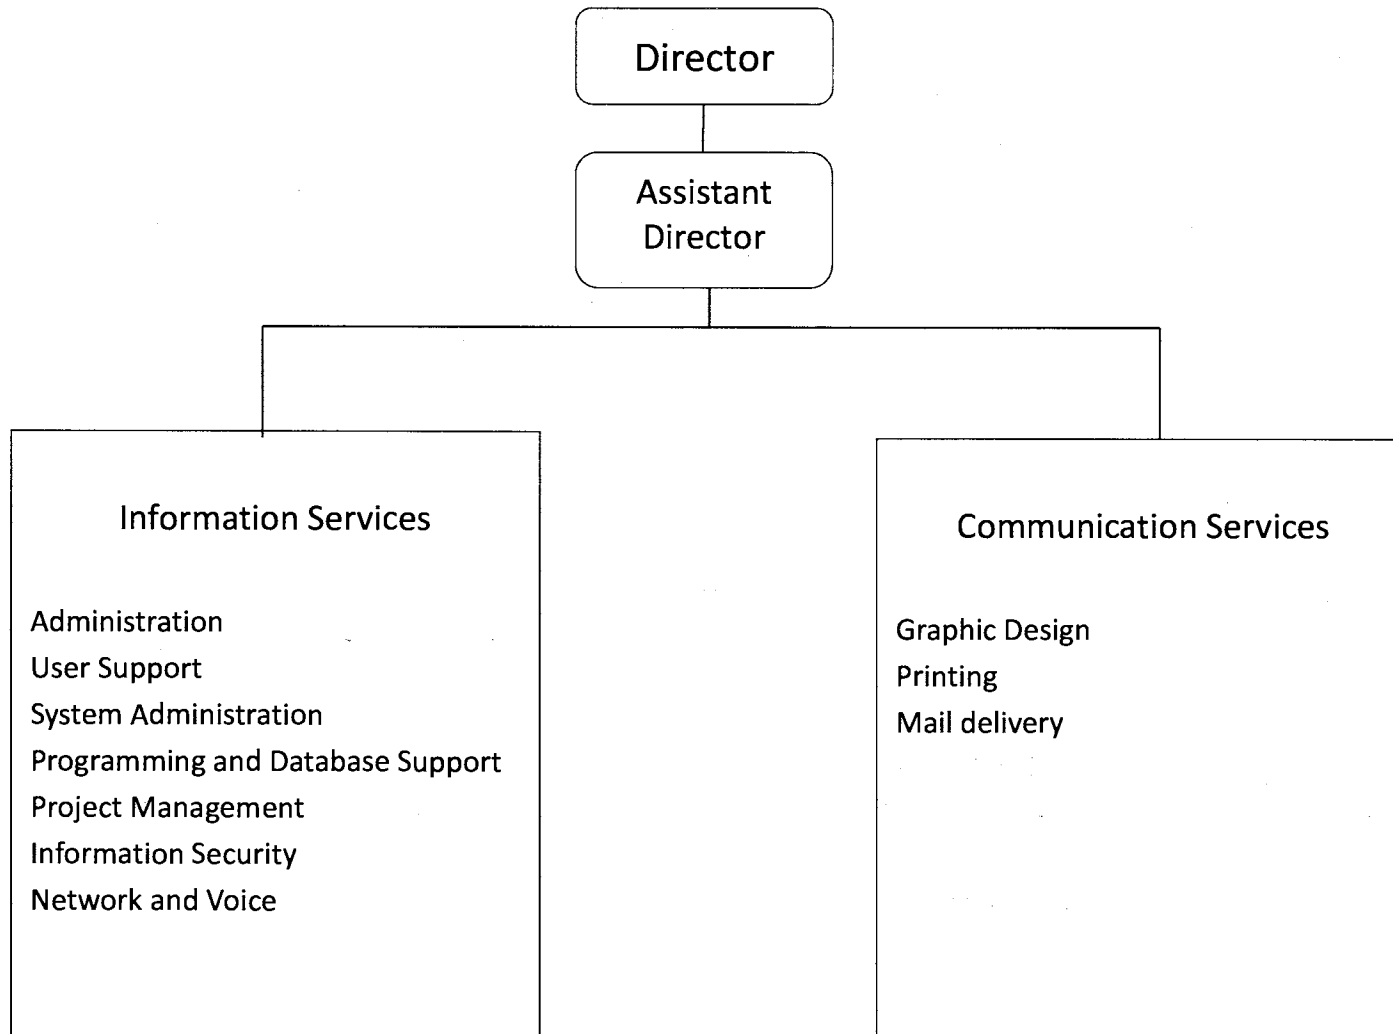 Director
Assistant
Director
Information Services
Administration
User Support
System Administration
Programming and Database Support
Project Management
Information Security
Network and Voice
Communication Services
Graphic Design
Printing
Mail delivery